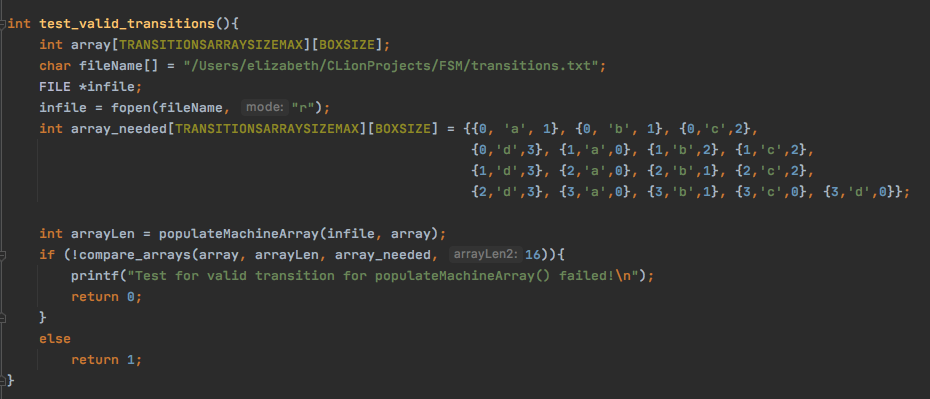 int test_valid_transitions(){
    int array[TRANSITIONSARRAYSIZEMAX][BOXSIZE];
    char fileName[] = "/Users/elizabeth/CLionProjects/FSM/transitions.txt";
    FILE *infile;
    infile = fopen(fileName, mode: "r");
    int array_needed[TRANSITIONSARRAYSIZEMAX][BOXSIZE] = {{0, 'a', 1}, {0, 'b', 1}, {0,'c',2},
                                                          {0,'d',3}, {1,'a',0}, {1,'b',2}, {1,'c',2},
                                                          {1,'d',3}, {2,'a',0}, {2,'b',1}, {2,'c',2},
                                                          {2,'d',3}, {3,'a',0}, {3,'b',1}, {3,'c',0}, {3,'d',0}};
    int arrayLen = populateMachineArray(infile, array);
    if (!compare_arrays(array, arrayLen, array_needed, arrayLen2: 16)){
        printf("Test for valid transition for populateMachineArray() failed!\n");
        return 0;
    }
    else
        return 1;
}